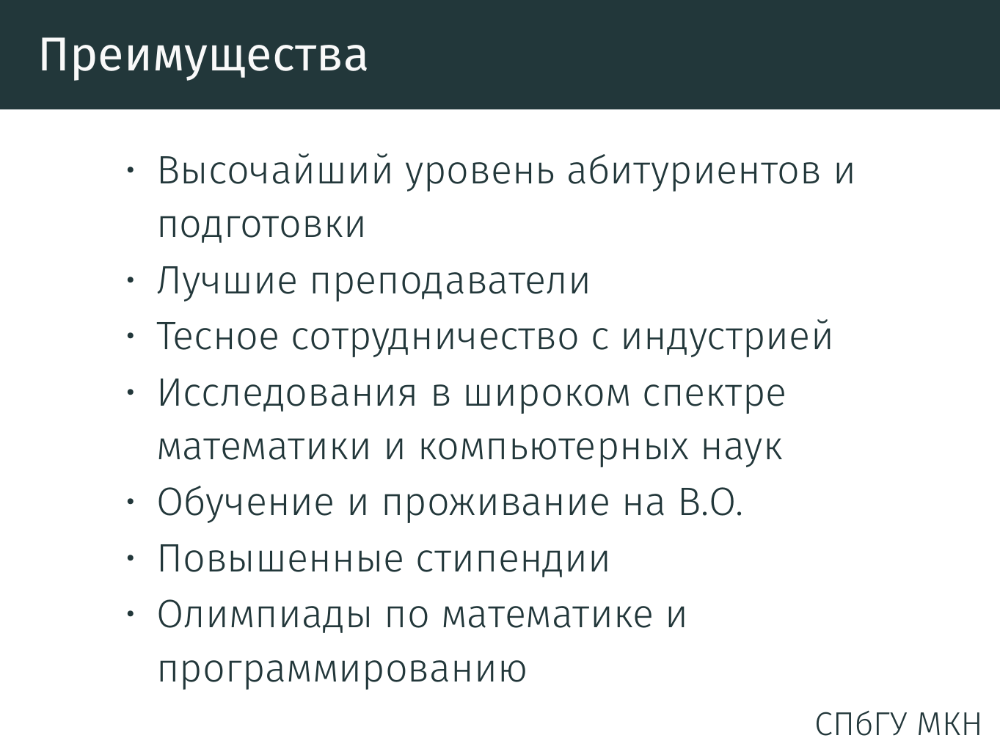 Преимущества
• Высочайший уровень абитуриентов и
подготовки
• Лучшие преподаватели
• Тесное сотрудничество с индустрией
• Исследования в широком спектре
математики и компьютерных наук
• Обучение и проживание на В.О.
• Повышенные стипендии
• Олимпиады по математике и
программированию
СПбГУ МКН